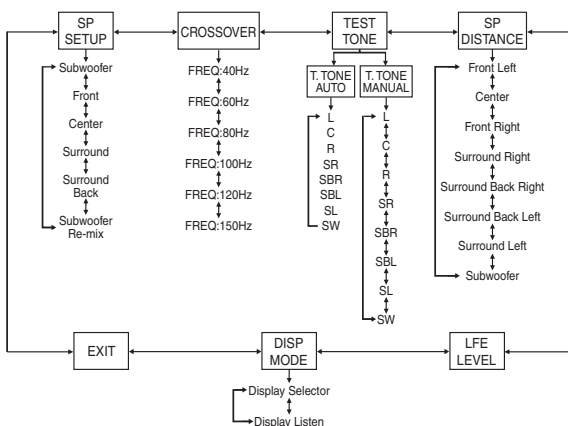 SP
SETUP
CROSSOVER
TEST
TONE
SP
DISTANCE
Subwoofer
Front
Center
Surround
Surround
Back
Subwoofer
Re-mix
FREQ:40Hz
FREQ:60Hz
FREQ:80Hz
FREQ:100Hz
FREQ:120Hz
FREQ:150Hz
T. TONE
AUTO
L
C
R
SR
SBR
SBL
SL
SW
T. TONE
MANUAL
L
C
R
SR
SBR
SBL
SL
SW
Front Left
Center
Front Right
Surround Right
Surround Back Right
Surround Back Left
Surround Left
Subwoofer
EXIT
DISP
MODE
LFE
LEVEL
Display Selector
Display Listen